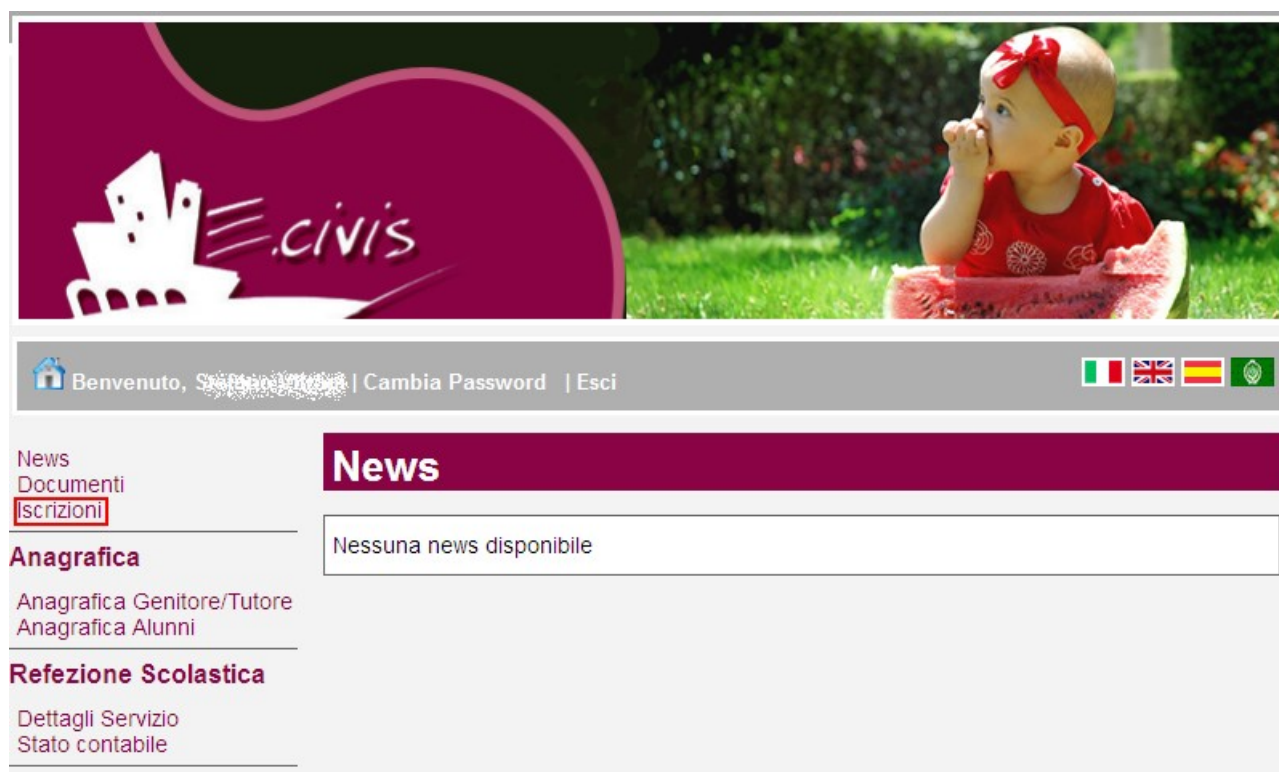 E.civis
Benvenuto, | Cambia Password | Esci
News
Documenti
Iscrizioni
Anagrafica
Anagrafica Genitore/Tutore
Anagrafica Alunni
Refezione Scolastica
Dettagli Servizio
Stato contabile
News
Nessuna news disponibile